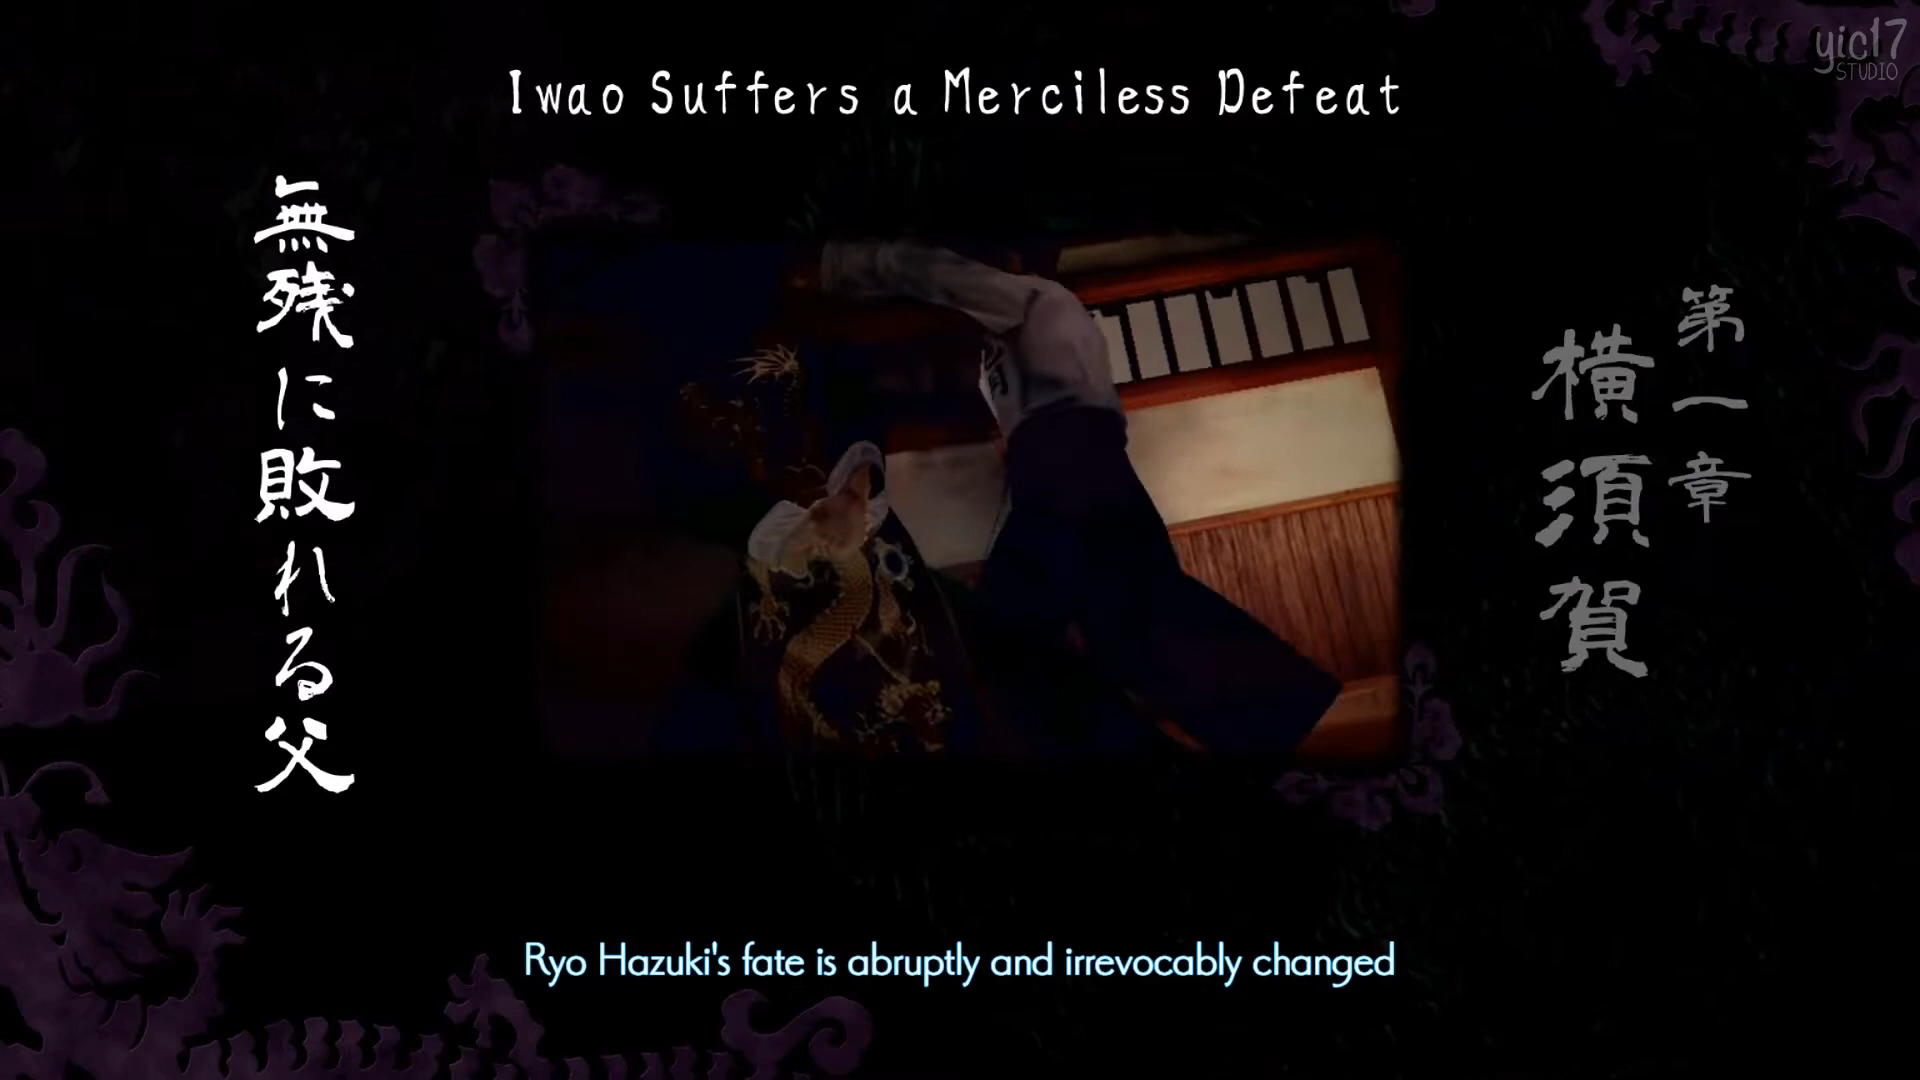 yic17
STUDIO
Iwao Suffers a Merciless Defeat
第一章
横須賀
無残に敗れる父
Ryo Hazuki's fate is abruptly and irrevocably changed